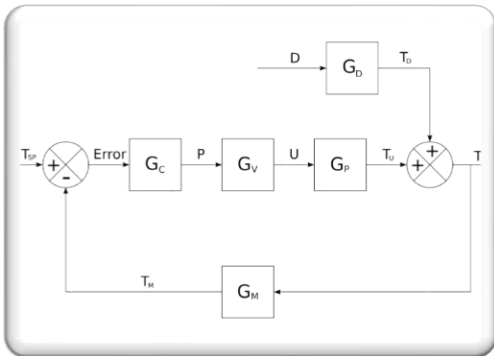 D
G_D
T_D
T_SP
+
-
Error
G_C
P
G_V
U
G_P
T_U
+
+
T
T_M
G_M